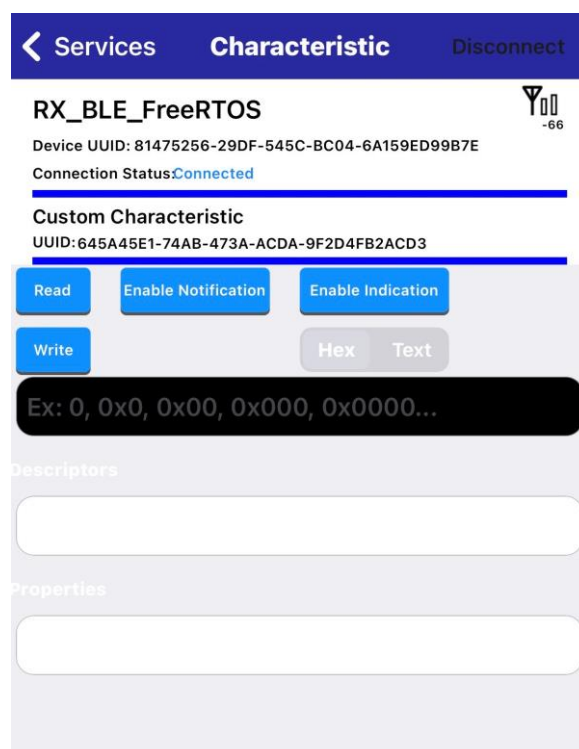 Services Characteristic Disconnect
RX_BLE_FreeRTOS
-66
Device UUID: 81475256-29DF-545C-BC04-6A159ED99B7E
Connection Status:Connected
Custom Characteristic
UUID:645A45E1-74AB-473A-ACDA-9F2D4FB2ACD3
Read Enable Notification Enable Indication
Write Hex Text
Ex: 0, 0x0, 0x00, 0x000, 0x0000...
Descriptors
Properties